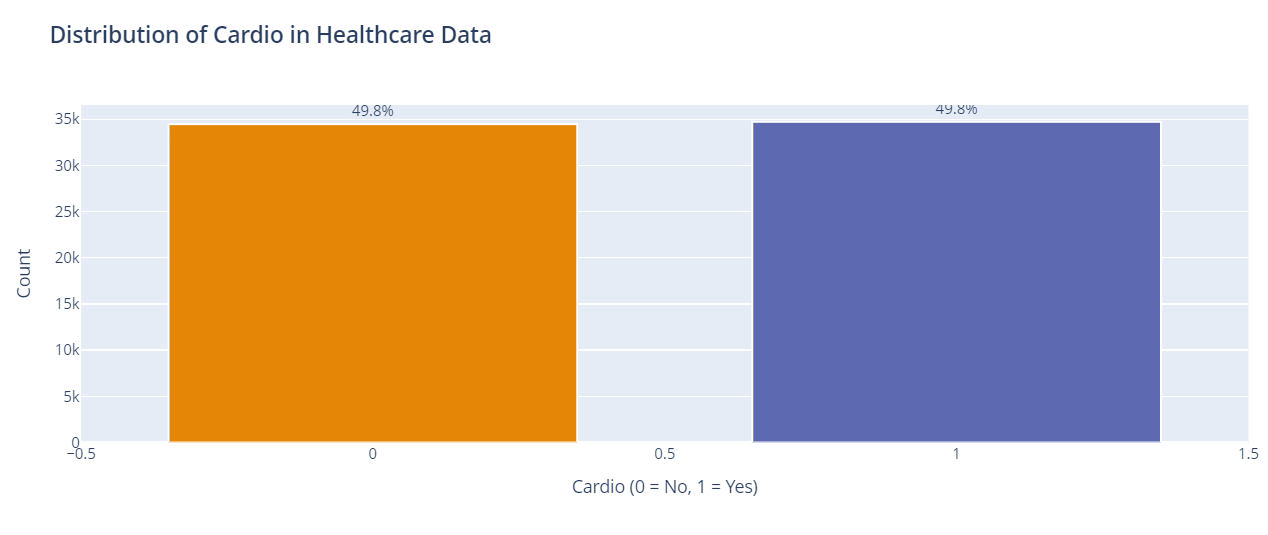 Distribution of Cardio in Healthcare Data
49.8%
49.8%
35k
30k
25k
20k
15k
10k
5k
0
Count
−0.5
0
0.5
1
1.5
Cardio (0 = No, 1 = Yes)